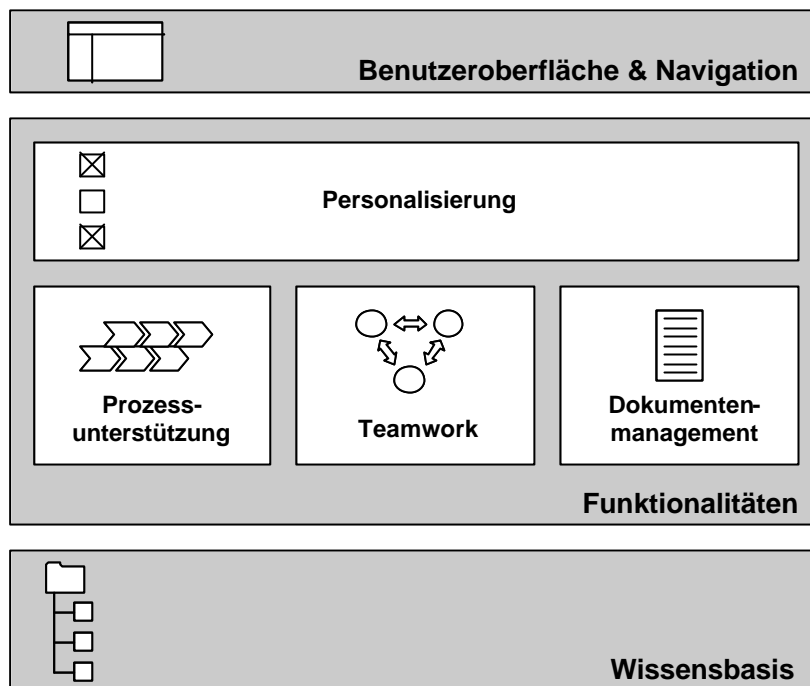 Benutzeroberfläche & Navigation
Personalisierung
Prozess-
unterstützung
Teamwork
Dokumenten-
management
Funktionalitäten
Wissensbasis